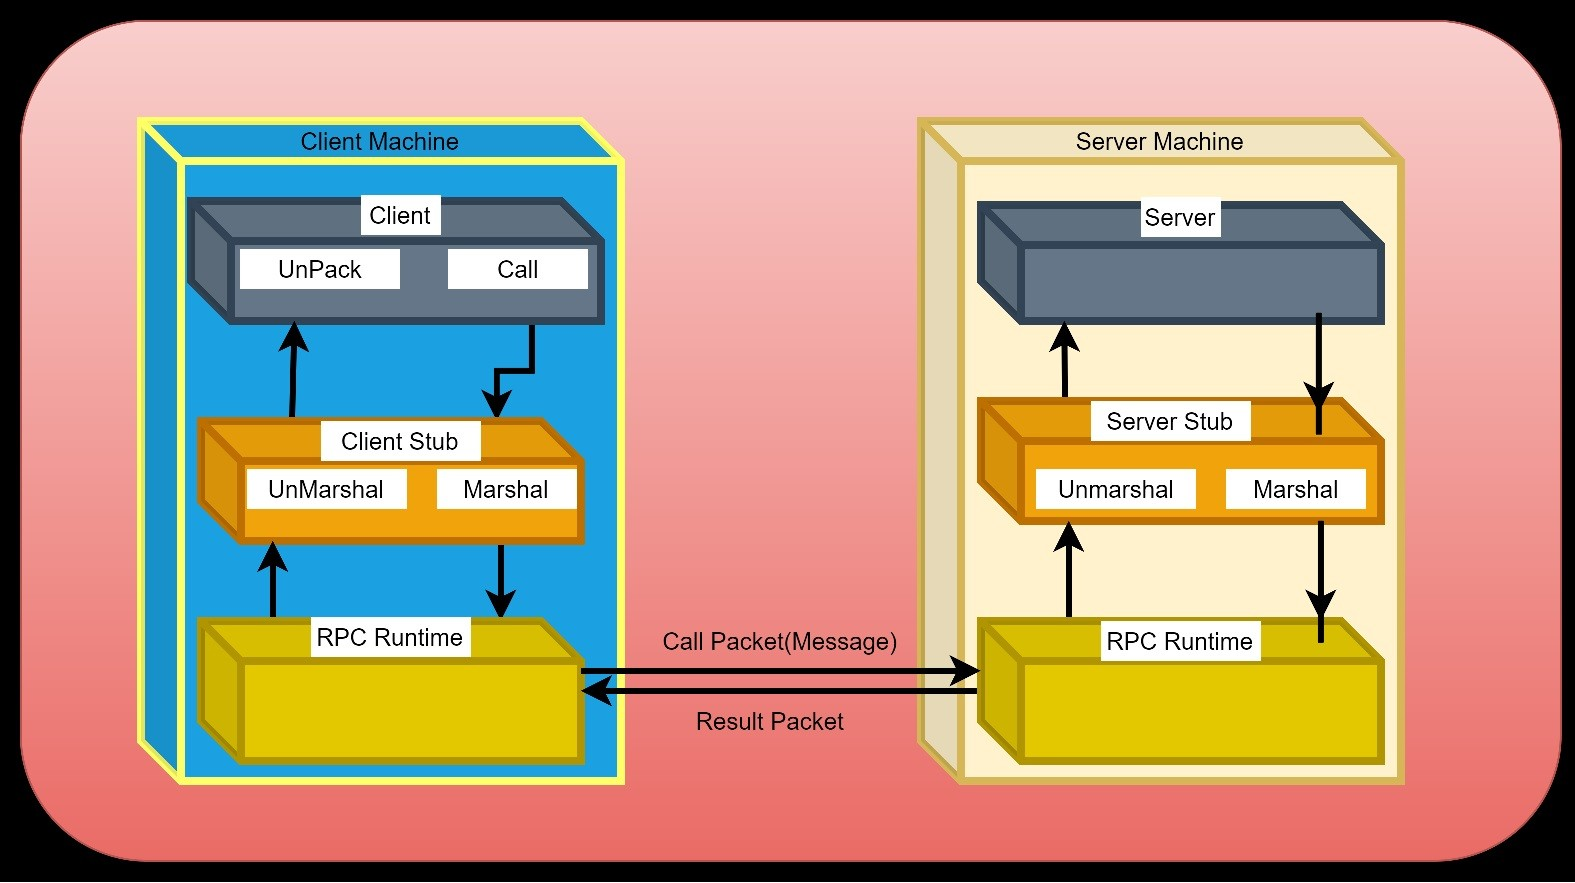 Client Machine
Server Machine
Client
UnPack
Call
Server
Client Stub
UnMarshal
Marshal
Server Stub
Unmarshal
Marshal
RPC Runtime
Call Packet(Message)
Result Packet
RPC Runtime